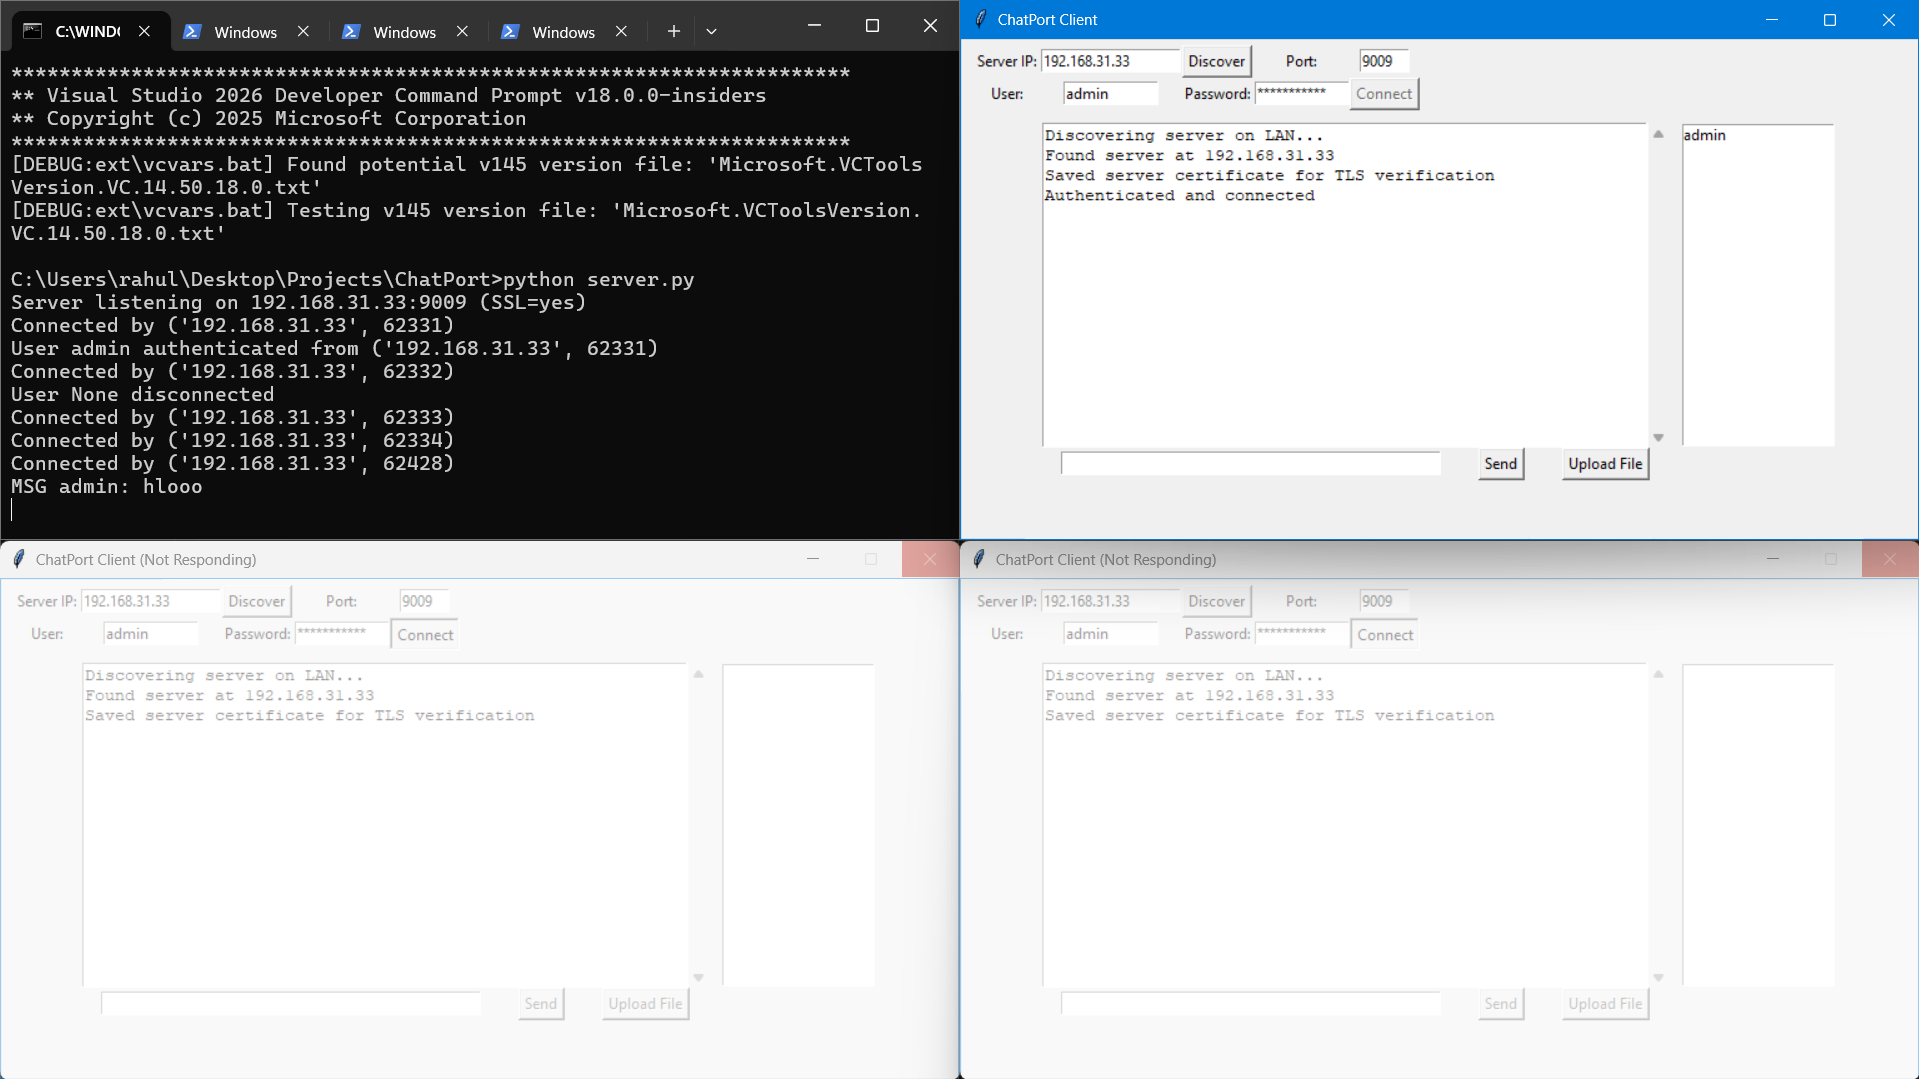 C:\WINDO
Windows
Windows
Windows
**********************************************************************
** Visual Studio 2026 Developer Command Prompt v18.0.0-insiders
** Copyright (c) 2025 Microsoft Corporation
**********************************************************************
[DEBUG:ext\vcvars.bat] Found potential v145 version file: 'Microsoft.VCTools
Version.VC.14.50.18.0.txt'
[DEBUG:ext\vcvars.bat] Testing v145 version file: 'Microsoft.VCToolsVersion.
VC.14.50.18.0.txt'
C:\Users\rahul\Desktop\Projects\ChatPort>python server.py
Server listening on 192.168.31.33:9009 (SSL=yes)
Connected by ('192.168.31.33', 62331)
User admin authenticated from ('192.168.31.33', 62331)
Connected by ('192.168.31.33', 62332)
User None disconnected
Connected by ('192.168.31.33', 62333)
Connected by ('192.168.31.33', 62334)
Connected by ('192.168.31.33', 62428)
MSG admin: hlooo
ChatPort Client
Server IP: 192.168.31.33 Discover Port: 9009
User: admin Password: *********** Connect
Discovering server on LAN...
Found server at 192.168.31.33
Saved server certificate for TLS verification
Authenticated and connected
admin
Send Upload File
ChatPort Client (Not Responding)
Server IP: 192.168.31.33 Discover Port: 9009
User: admin Password: *********** Connect
Discovering server on LAN...
Found server at 192.168.31.33
Saved server certificate for TLS verification
Send Upload File
ChatPort Client (Not Responding)
Server IP: 192.168.31.33 Discover Port: 9009
User: admin Password: *********** Connect
Discovering server on LAN...
Found server at 192.168.31.33
Saved server certificate for TLS verification
Send Upload File